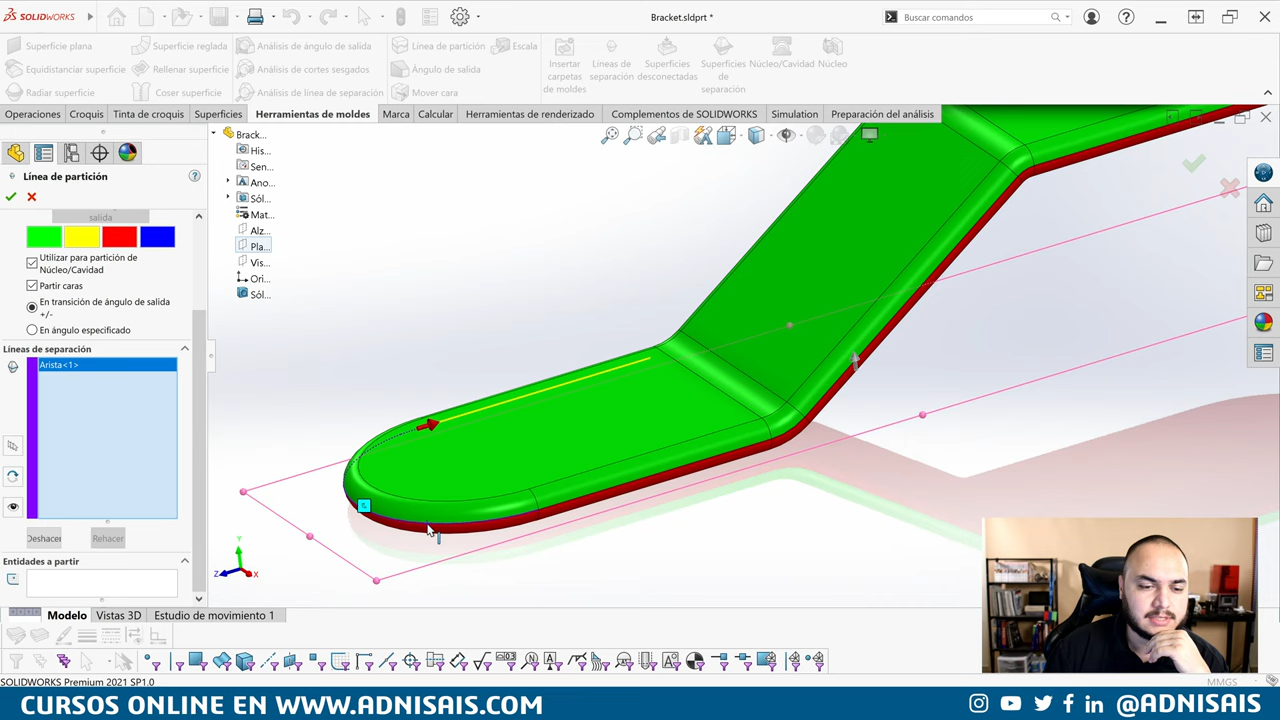 SOLIDWORKS
Bracket.sldprt *
Buscar comandos
Superficie plana
Superficie reglada
Análisis de ángulo de salida
Línea de partición
Escala
Equidistanciar superficie
Rellenar superficie
Análisis de cortes sesgados
Ángulo de salida
Radiar superficie
Coser superficie
Análisis de línea de separación
Mover cara
Insertar carpetas de moldes
Líneas de separación
Superficies desconectadas
Superficies de separación
Núcleo/Cavidad
Núcleo
Operaciones
Croquis
Tinta de croquis
Superficies
Herramientas de moldes
Marca
Calcular
Herramientas de renderizado
Complementos de SOLIDWORKS
Simulation
Preparación del análisis
Línea de partición
salida
Utilizar para partición de
Núcleo/Cavidad
Partir caras
En transición de ángulo de salida
+/-
En ángulo especificado
Líneas de separación
Arista<1>
Deshacer
Rehacer
Entidades a partir
Brack...
His...
Sen...
Ano...
Sól...
Mat...
Alz...
Pla...
Vis...
Ori...
Sól...
Y
Z
X
Modelo
Vistas 3D
Estudio de movimiento 1
SOLIDWORKS Premium 2021 SP1.0
MMGS
CURSOS ONLINE EN WWW.ADNISAIS.COM
@ADNISAIS